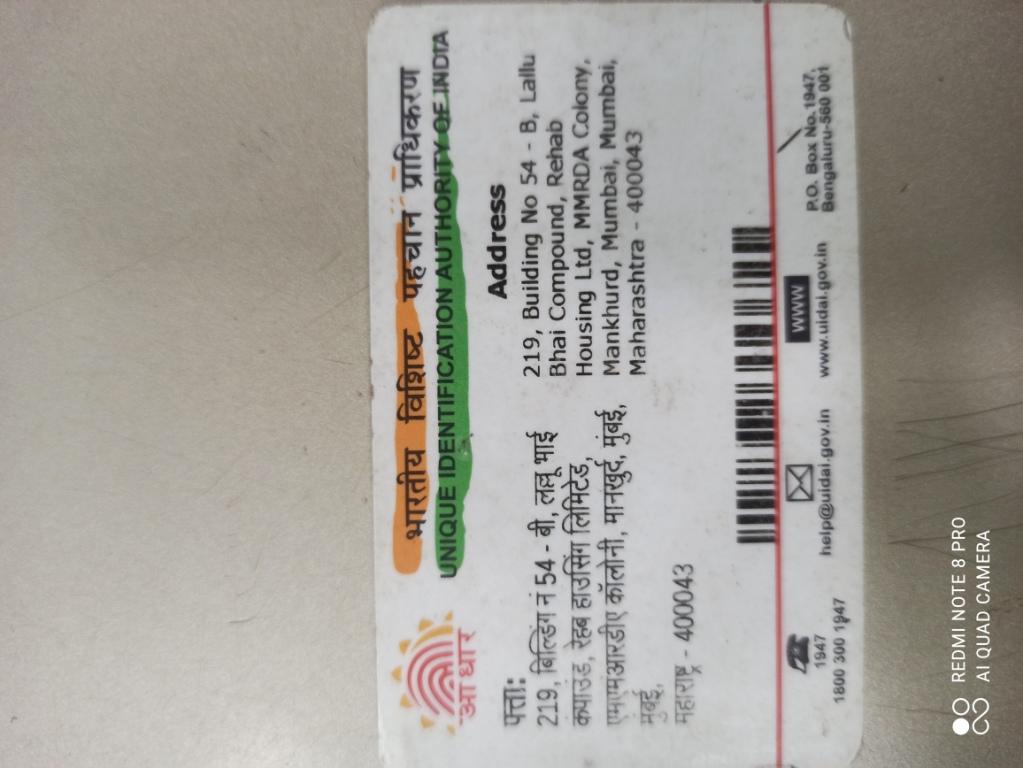 भारतीय विशिष्ट पहचान प्राधिकरण
UNIQUE IDENTIFICATION AUTHORITY OF INDIA
आधार
पत्ता:
219, बिल्डिंग नं 54 - बी, लल्लू भाई
कंपाउंड, रेहब हाउसिंग लिमिटेड,
एमएमआरडीए कॉलोनी, मानखुर्द, मुंबई,
मुंबई,
महाराष्ट्र - 400043
Address
219, Building No 54 - B, Lallu
Bhai Compound, Rehab
Housing Ltd, MMRDA Colony,
Mankhurd, Mumbai, Mumbai,
Maharashtra - 400043
1947
1800 300 1947
help@uidai.gov.in
WWW
www.uidai.gov.in
P.O. Box No.1947,
Bengaluru-560 001
REDMI NOTE 8 PRO
AI QUAD CAMERA